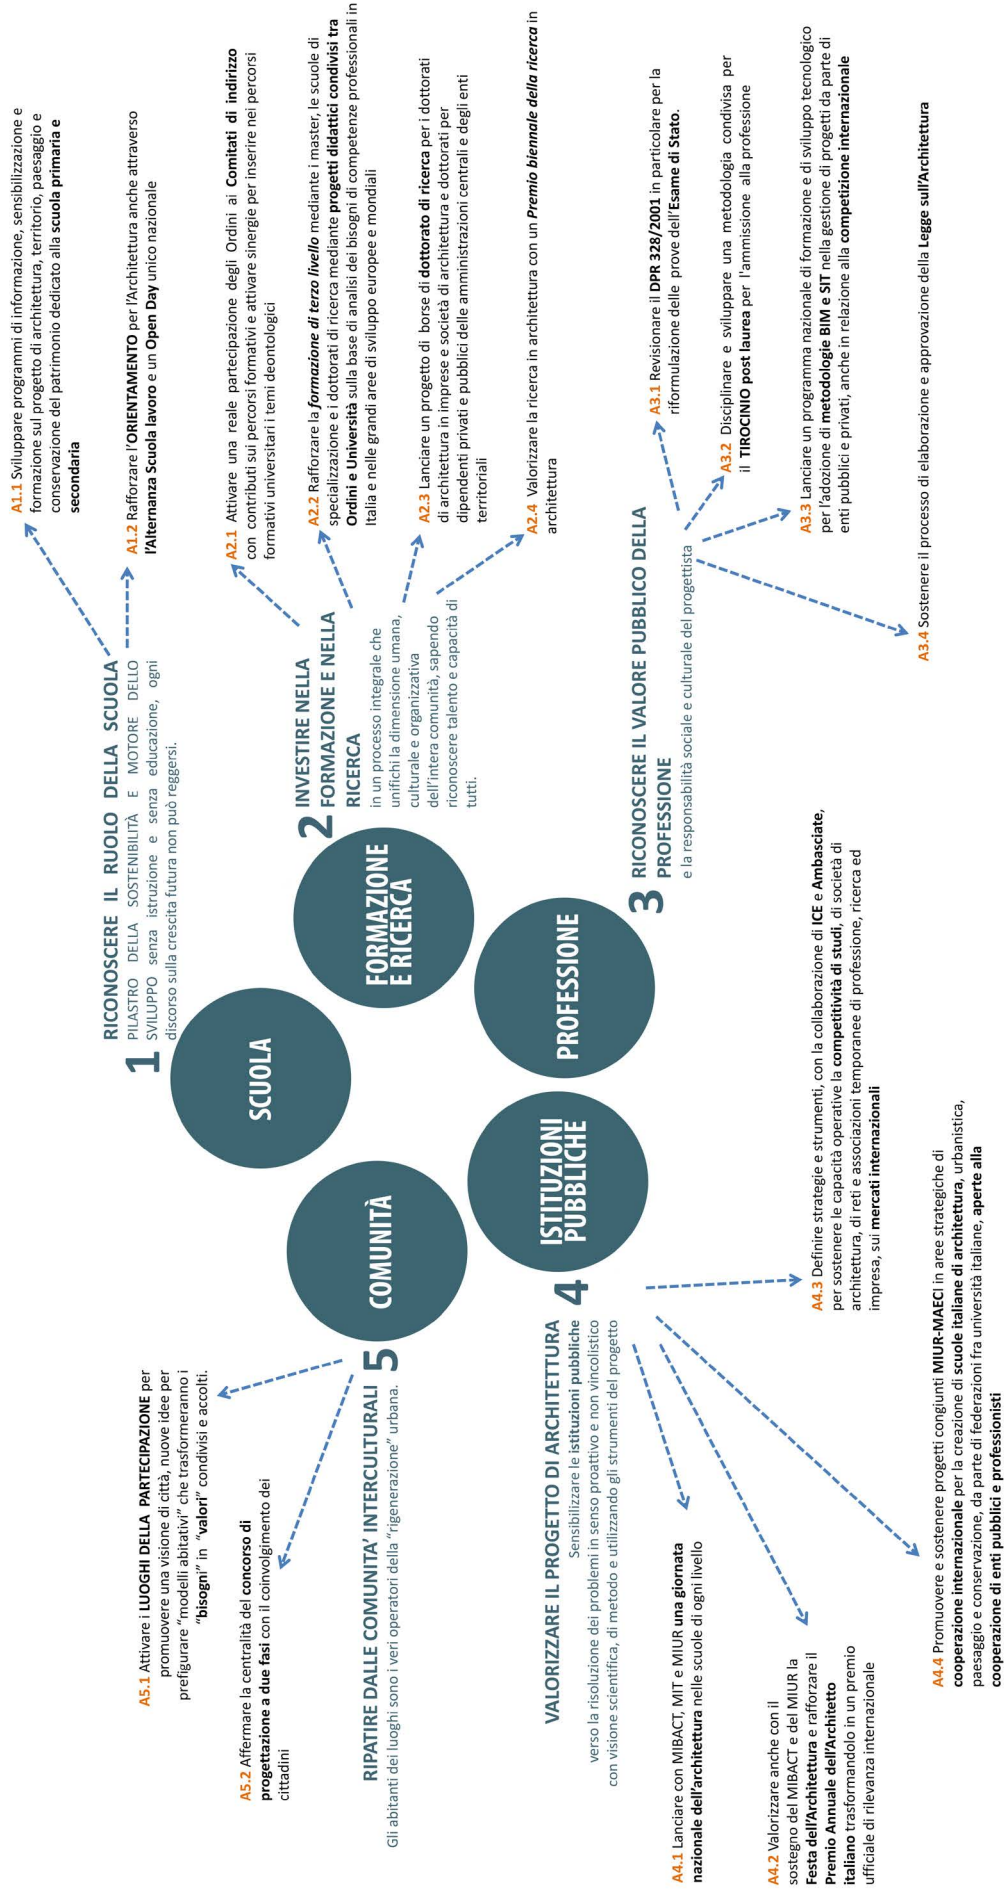 1
RICONOSCERE IL RUOLO DELLA SCUOLA
PILASTRO DELLA SOSTENIBILITÀ E MOTORE DELLO
SVILUPPO senza istruzione e senza educazione, ogni
discorso sulla crescita futura non può reggersi.
A1.1 Sviluppare programmi di informazione, sensibilizzazione e
formazione sul progetto di architettura, territorio, paesaggio e
conservazione del patrimonio dedicato alla scuola primaria e
secondaria
A1.2 Rafforzare l'ORIENTAMENTO per l'Architettura anche attraverso
l'Alternanza Scuola lavoro e un Open Day unico nazionale
SCUOLA
2
INVESTIRE NELLA
FORMAZIONE E NELLA
RICERCA
in un processo integrale che
unifichi la dimensione umana,
culturale e organizzativa
dell'intera comunità, sapendo
riconoscere talento e capacità di
tutti.
A2.1 Attivare una reale partecipazione degli Ordini ai Comitati di indirizzo
con contributi sui percorsi formativi e attivare sinergie per inserire nei percorsi
formativi universitari i temi deontologici
A2.2 Rafforzare la formazione di terzo livello mediante i master, le scuole di
specializzazione e i dottorati di ricerca mediante progetti didattici condivisi tra
Ordini e Università sulla base di analisi dei bisogni di competenze professionali in
Italia e nelle grandi aree di sviluppo europee e mondiali
A2.3 Lanciare un progetto di borse di dottorato di ricerca per i dottorati
di architettura in imprese e società di architettura e dottorati per
dipendenti privati e pubblici delle amministrazioni centrali e degli enti
territoriali
A2.4 Valorizzare la ricerca in architettura con un Premio biennale della ricerca in
architettura
FORMAZIONE
E RICERCA
3
RICONOSCERE IL VALORE PUBBLICO DELLA
PROFESSIONE
e la responsabilità sociale e culturale del progettista
A3.1 Revisionare il DPR 328/2001 in particolare per la
riformulazione delle prove dell'Esame di Stato.
A3.2 Disciplinare e sviluppare una metodologia condivisa per
il TIROCINIO post laurea per l'ammissione alla professione
A3.3 Lanciare un programma nazionale di formazione e di sviluppo tecnologico
per l'adozione di metodologie BIM e SIT nella gestione di progetti da parte di
enti pubblici e privati, anche in relazione alla competizione internazionale
A3.4 Sostenere il processo di elaborazione e approvazione della Legge sull'Architettura
PROFESSIONE
ISTITUZIONI
PUBBLICHE
4
VALORIZZARE IL PROGETTO DI ARCHITETTURA
Sensibilizzare le istituzioni pubbliche
verso la risoluzione dei problemi in senso proattivo e non vincolistico
con visione scientifica, di metodo e utilizzando gli strumenti del progetto
A4.1 Lanciare con MIBACT, MIT e MIUR una giornata
nazionale dell'architettura nelle scuole di ogni livello
A4.2 Valorizzare anche con il
sostegno del MIBACT e del MIUR la
Festa dell'Architettura e rafforzare il
Premio Annuale dell'Architetto
italiano trasformandolo in un premio
ufficiale di rilevanza internazionale
A4.3 Definire strategie e strumenti, con la collaborazione di ICE e Ambasciate,
per sostenere le capacità operative la competitività di studi, di società di
architettura, di reti e associazioni temporanee di professione, ricerca ed
impresa, sui mercati internazionali
A4.4 Promuovere e sostenere progetti congiunti MIUR-MAECI in aree strategiche di
cooperazione internazionale per la creazione di scuole italiane di architettura, urbanistica,
paesaggio e conservazione, da parte di federazioni fra università italiane, aperte alla
cooperazione di enti pubblici e professionisti
COMUNITÀ
5
RIPATIRE DALLE COMUNITA' INTERCULTURALI
Gli abitanti dei luoghi sono i veri operatori della "rigenerazione" urbana.
A5.1 Attivare i LUOGHI DELLA PARTECIPAZIONE per
promuovere una visione di città, nuove idee per
prefigurare "modelli abitativi" che trasformeranno i
"bisogni" in "valori" condivisi e accolti.
A5.2 Affermare la centralità del concorso di
progettazione a due fasi con il coinvolgimento dei
cittadini